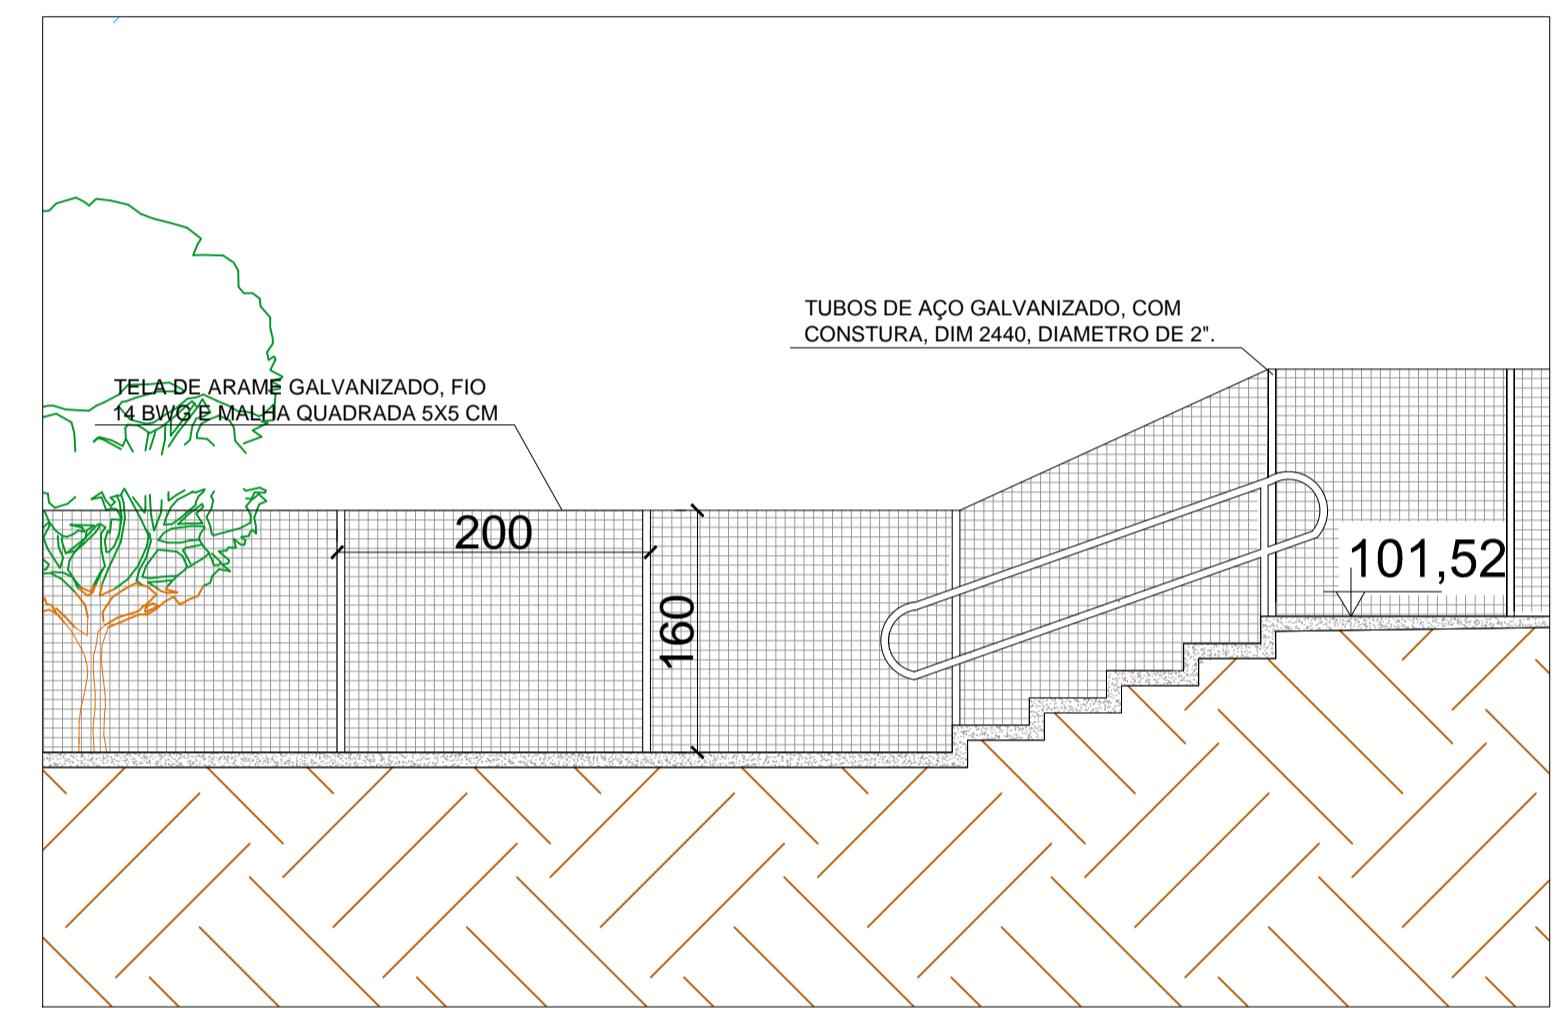 TUBOS DE AÇO GALVANIZADO, COM
CONSTURA, DIM 2440, DIAMETRO DE 2".
TELA DE ARAME GALVANIZADO, FIO
14 BWG E MALHA QUADRADA 5X5 CM
200
160
101,52